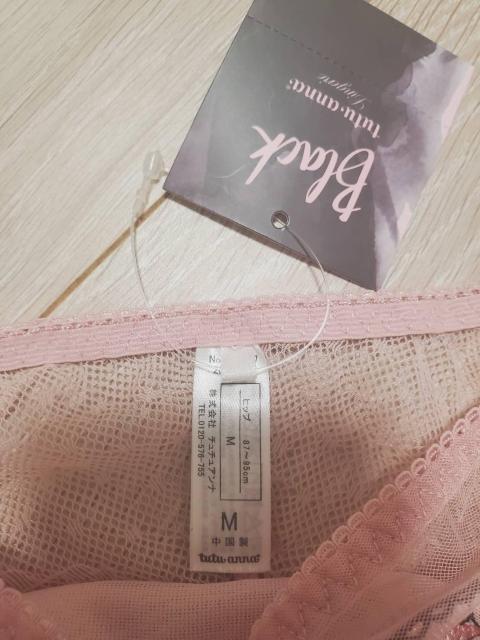 Black
tutu.anna*
Lingerie
ヒップ 87～95cm
M
株式会社 チュチュアンナ
TEL.0120-576-755
M
中国製
tutu anna*